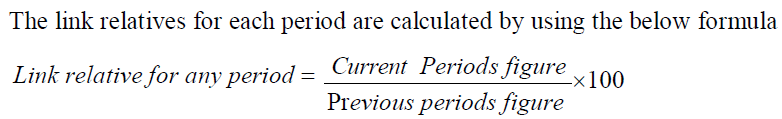 The link relatives for each period are calculated by using the below formula
Link relative for any period = Current Periods figure / Previous periods figure ×100